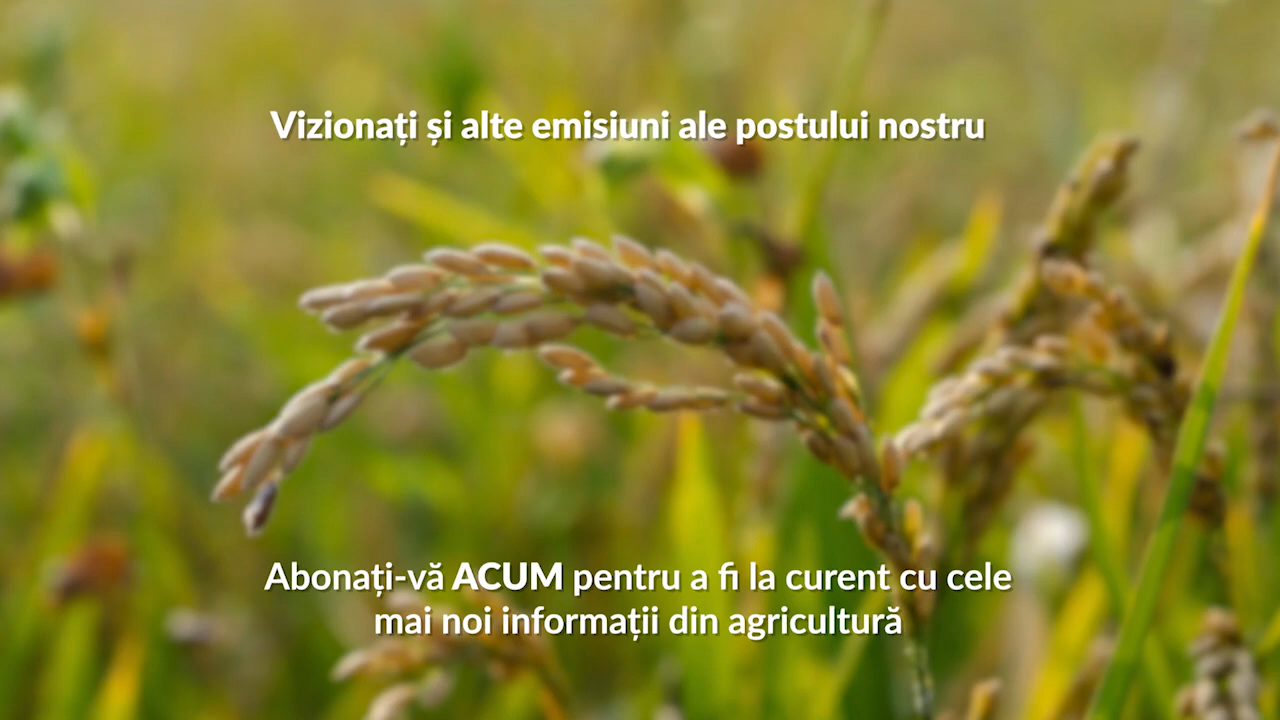 Vizionați și alte emisiuni ale postului nostru
Abonați-vă ACUM pentru a fi la curent cu cele
mai noi informații din agricultură